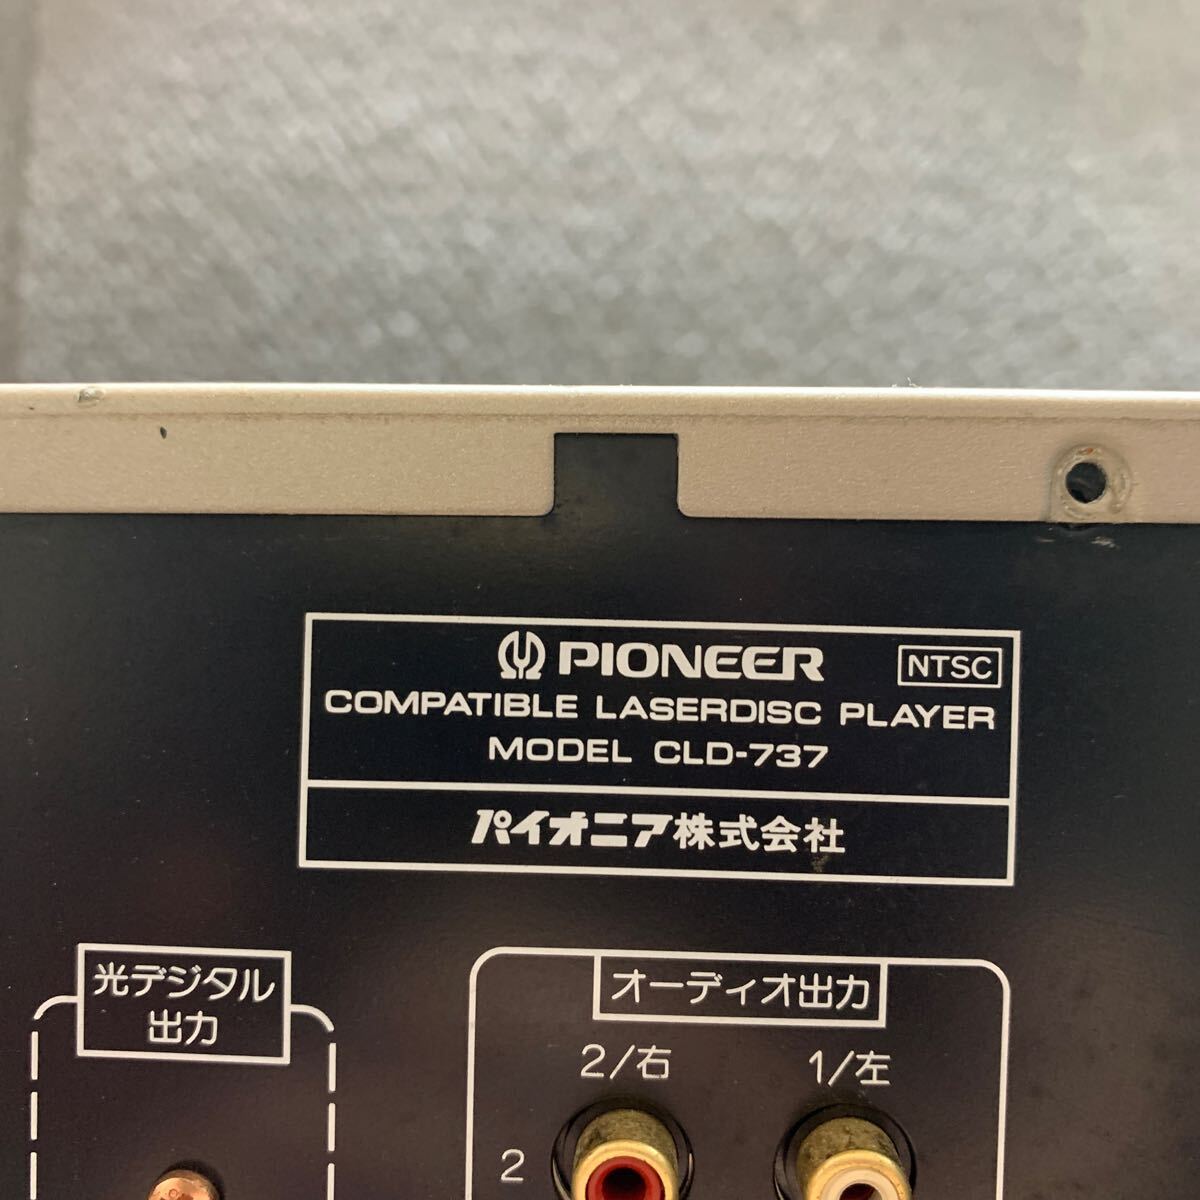 PIONEER NTSC
COMPATIBLE LASERDISC PLAYER
MODEL CLD-737
パイオニア株式会社
光デジタル
出力
オーディオ出力
2/右 1/左
2